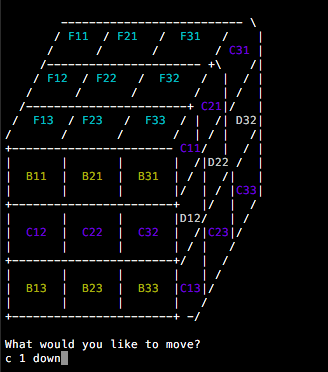 F11 F21 F31
C31
F12 F22 F32
C21
F13 F23 F33 D32
C11
D22
B11 B21 B31
C33
D12
C12 C22 C32 C23
B13 B23 B33 C13
What would you like to move?
c 1 down